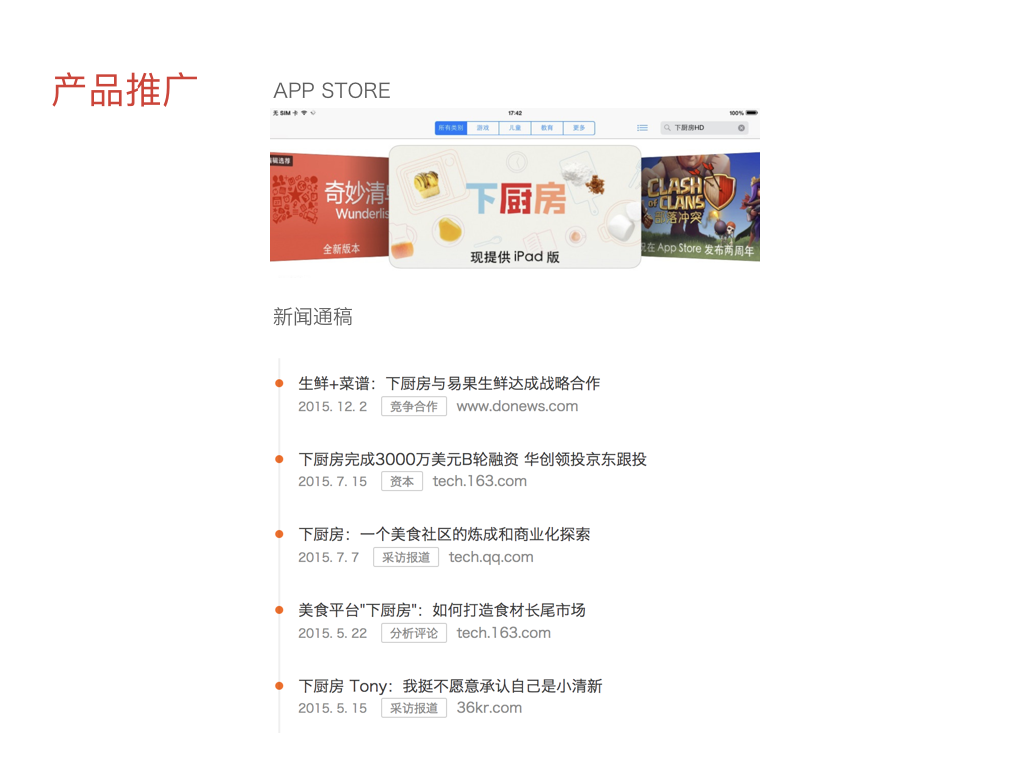 产品推广
APP STORE
无 SIM 卡
17:42
100%
所有类别 游戏 儿童 教育 更多
下厨房HD
编辑选荐
奇妙清单
Wunderlis
全新版本
下厨房
现提供 iPad 版
CLASH
of CLANS
部落冲突
在 App Store 发布两周年
新闻通稿
生鲜+菜谱：下厨房与易果生鲜达成战略合作
2015. 12. 2 竞争合作 www.donews.com
下厨房完成3000万美元B轮融资 华创领投京东跟投
2015. 7. 15 资本 tech.163.com
下厨房：一个美食社区的炼成和商业化探索
2015. 7. 7 采访报道 tech.qq.com
美食平台"下厨房"：如何打造食材长尾市场
2015. 5. 22 分析评论 tech.163.com
下厨房 Tony：我挺不愿意承认自己是小清新
2015. 5. 15 采访报道 36kr.com